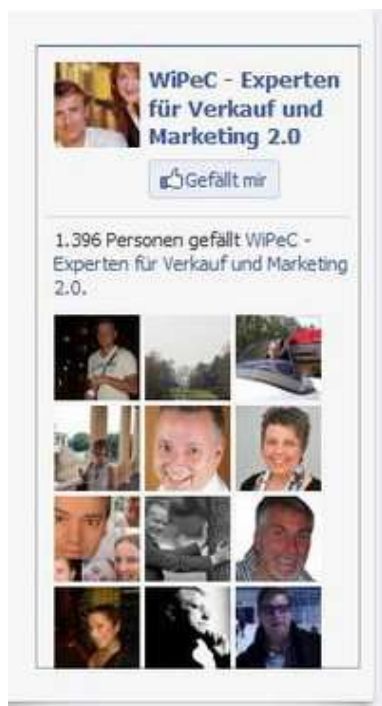 WiPeC - Experten
für Verkauf und
Marketing 2.0
Gefällt mir
1.396 Personen gefällt WiPeC -
Experten für Verkauf und Marketing
2.0.